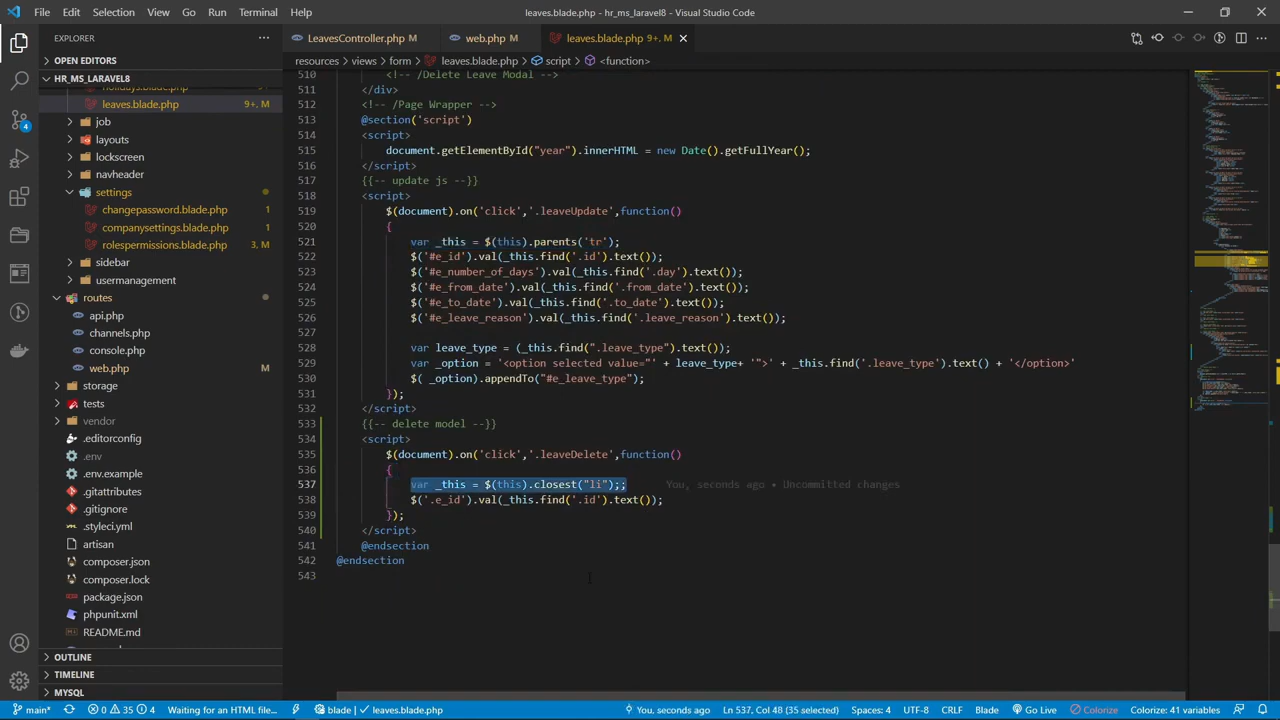 File Edit Selection View Go Run Terminal Help
leaves.blade.php - hr_ms_laravel8 - Visual Studio Code
EXPLORER
LeavesController.php M
web.php M
leaves.blade.php 9+, M
OPEN EDITORS
resources > views > form > leaves.blade.php > script > <function>
HR_MS_LARAVEL8
holidays.blade.php 9+, M
leaves.blade.php 9+, M
job
layouts
lockscreen
navheader
settings
changepassword.blade.php 1
companysettings.blade.php 1
rolespermissions.blade.php 3, M
sidebar
usermanagement
routes
api.php
channels.php
console.php
web.php M
storage
tests
vendor
.editorconfig
.env
.env.example
.gitattributes
.gitignore
.styleci.yml
artisan
composer.json
composer.lock
package.json
phpunit.xml
README.md
OUTLINE
TIMELINE
MYSQL
510 <!-- /Delete Leave Modal -->
511 </div>
512 <!-- /Page Wrapper -->
513 @section('script')
514 <script>
515 document.getElementById("year").innerHTML = new Date().getFullYear();
516 </script>
517 {{-- update js --}}
518 <script>
519 $(document).on('click','.leaveUpdate',function()
520 {
521 var _this = $(this).parents('tr');
522 $('#e_id').val(_this.find('.id').text());
523 $('#e_number_of_days').val(_this.find('.day').text());
524 $('#e_from_date').val(_this.find('.from_date').text());
525 $('#e_to_date').val(_this.find('.to_date').text());
526 $('#e_leave_reason').val(_this.find('.leave_reason').text());
527
528 var leave_type = (_this.find(".leave_type").text());
529 var _option = '<option selected value="' + leave_type+ '">' + _this.find('.leave_type').text() + '</option>'
530 $( _option).appendTo("#e_leave_type");
531 });
532 </script>
533 {{-- delete model --}}
534 <script>
535 $(document).on('click','.leaveDelete',function()
536 {
537 var _this = $(this).closest("li");; You, seconds ago • Uncommitted changes
538 $('.e_id').val(_this.find('.id').text());
539 });
540 </script>
541 @endsection
542 @endsection
543
4
main* 0 35 4 Waiting for an HTML file... blade | leaves.blade.php You, seconds ago Ln 537, Col 48 (35 selected) Spaces: 4 UTF-8 CRLF Blade Go Live Colorize Colorize: 41 variables